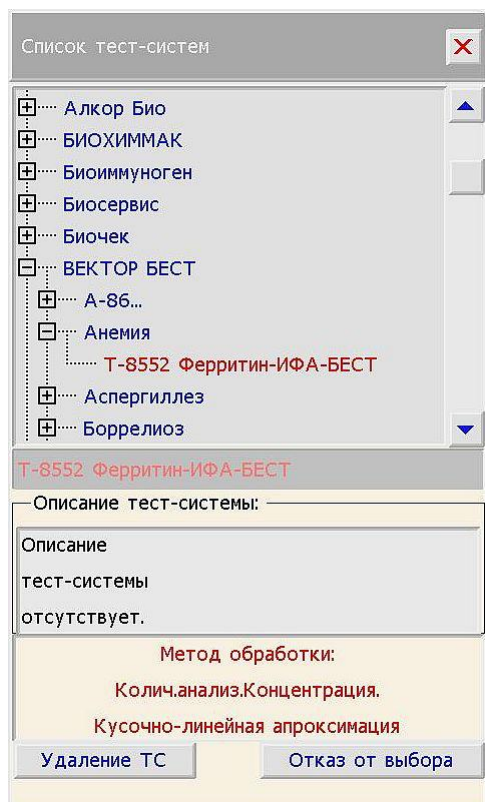 Список тест-систем
Алкор Био
БИОХИММАК
Биоиммуноген
Биосервис
Биочек
ВЕКТОР БЕСТ
А-86...
Анемия
Т-8552 Ферритин-ИФА-БЕСТ
Аспергиллез
Боррелиоз
Т-8552 Ферритин-ИФА-БЕСТ
Описание тест-системы:
Описание
тест-системы
отсутствует.
Метод обработки:
Колич.анализ.Концентрация.
Кусочно-линейная апроксимация
Удаление ТС Отказ от выбора